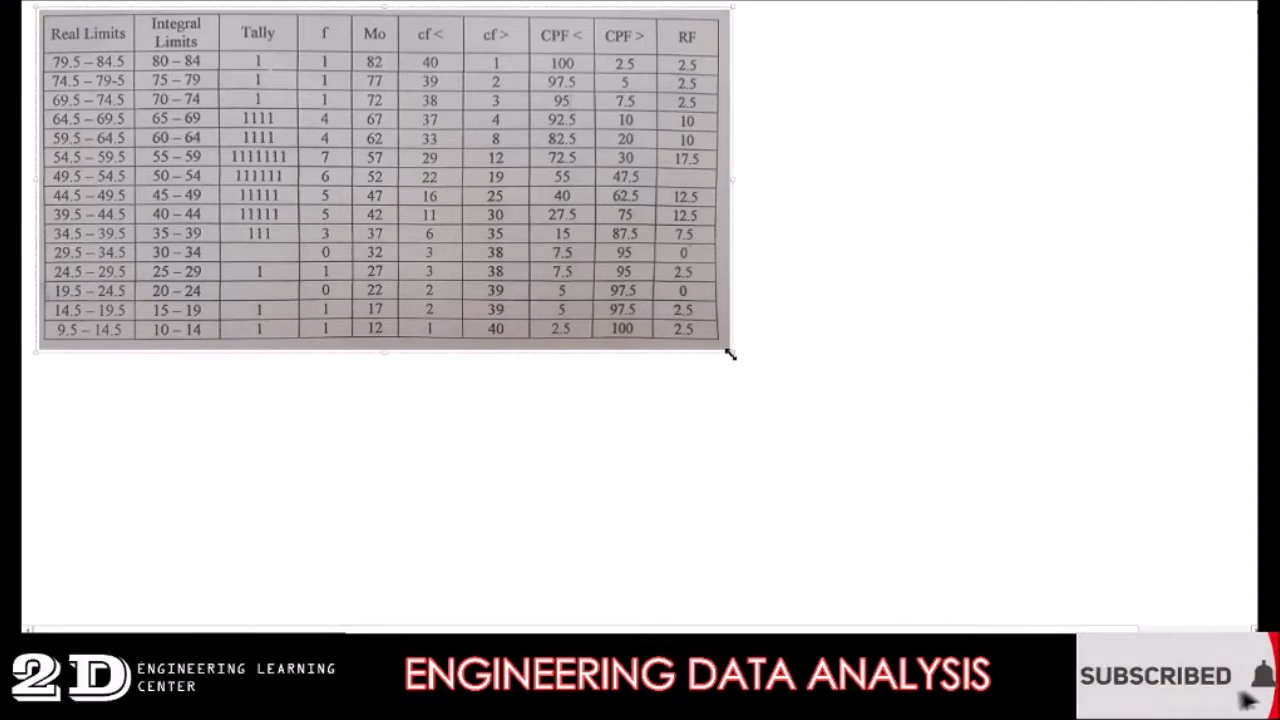 Real Limits Integral Limits Tally f Mo cf < cf > CPF < CPF > RF
79.5 – 84.5 80 – 84 1 1 82 40 1 100 2.5 2.5
74.5 – 79-5 75 – 79 1 1 77 39 2 97.5 5 2.5
69.5 – 74.5 70 – 74 1 1 72 38 3 95 7.5 2.5
64.5 – 69.5 65 – 69 1111 4 67 37 4 92.5 10 10
59.5 – 64.5 60 – 64 1111 4 62 33 8 82.5 20 10
54.5 – 59.5 55 – 59 1111111 7 57 29 12 72.5 30 17.5
49.5 – 54.5 50 – 54 111111 6 52 22 19 55 47.5
44.5 – 49.5 45 – 49 11111 5 47 16 25 40 62.5 12.5
39.5 – 44.5 40 – 44 11111 5 42 11 30 27.5 75 12.5
34.5 – 39.5 35 – 39 111 3 37 6 35 15 87.5 7.5
29.5 – 34.5 30 – 34 0 32 3 38 7.5 95 0
24.5 – 29.5 25 – 29 1 1 27 3 38 7.5 95 2.5
19.5 – 24.5 20 – 24 0 22 2 39 5 97.5 0
14.5 – 19.5 15 – 19 1 1 17 2 39 5 97.5 2.5
9.5 – 14.5 10 – 14 1 1 12 1 40 2.5 100 2.5
2D ENGINEERING LEARNING
CENTER
ENGINEERING DATA ANALYSIS
SUBSCRIBED